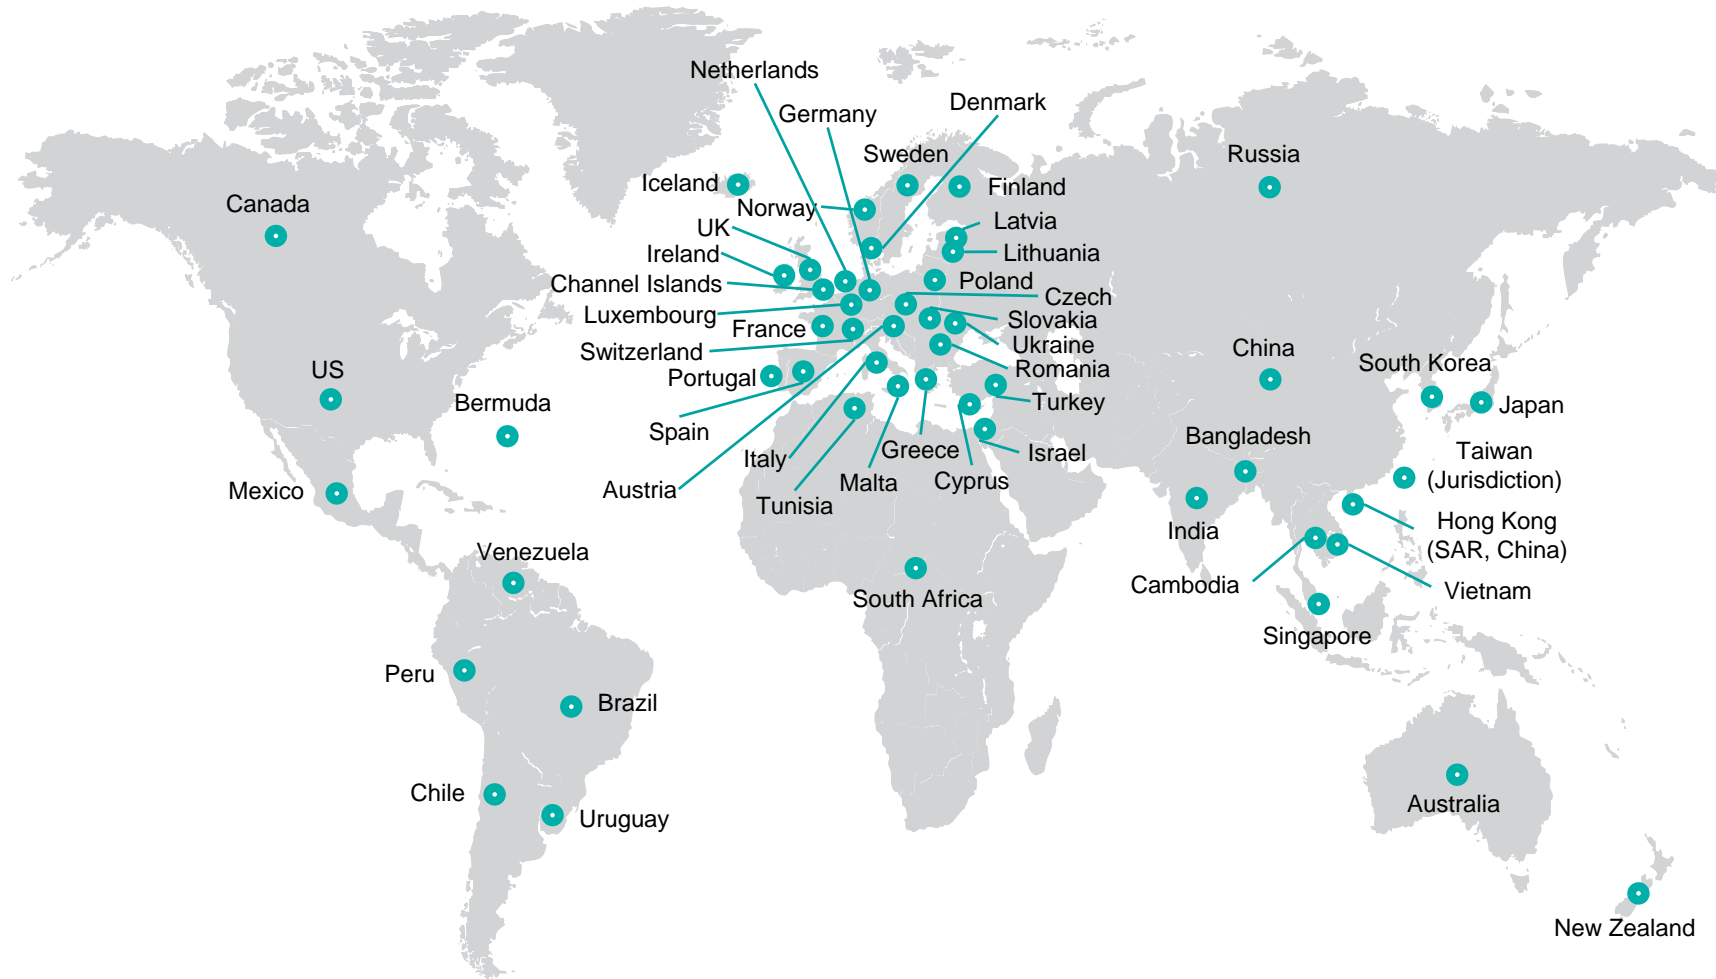 Netherlands
Denmark
Germany
Sweden
Russia
Iceland
Finland
Canada
Norway
Latvia
UK
Ireland
Lithuania
Channel Islands
Poland
Czech
Luxembourg
Slovakia
France
Ukraine
Switzerland
China
South Korea
US
Romania
Portugal
Bermuda
Turkey
Japan
Spain
Bangladesh
Greece
Israel
Taiwan
(Jurisdiction)
Italy
Malta
Cyprus
Austria
Mexico
Tunisia
India
Hong Kong
(SAR, China)
Venezuela
Cambodia
Vietnam
South Africa
Singapore
Peru
Brazil
Chile
Australia
Uruguay
New Zealand